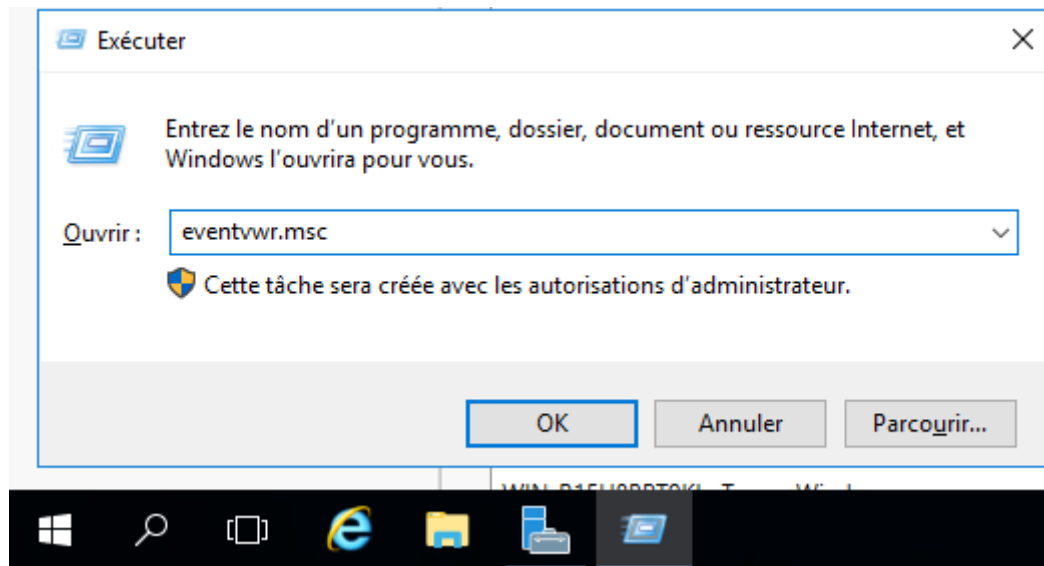 Exécuter
Entrez le nom d'un programme, dossier, document ou ressource Internet, et
Windows l'ouvrira pour vous.
Ouvrir :
eventvwr.msc
Cette tâche sera créée avec les autorisations d'administrateur.
OK
Annuler
Parcourir...